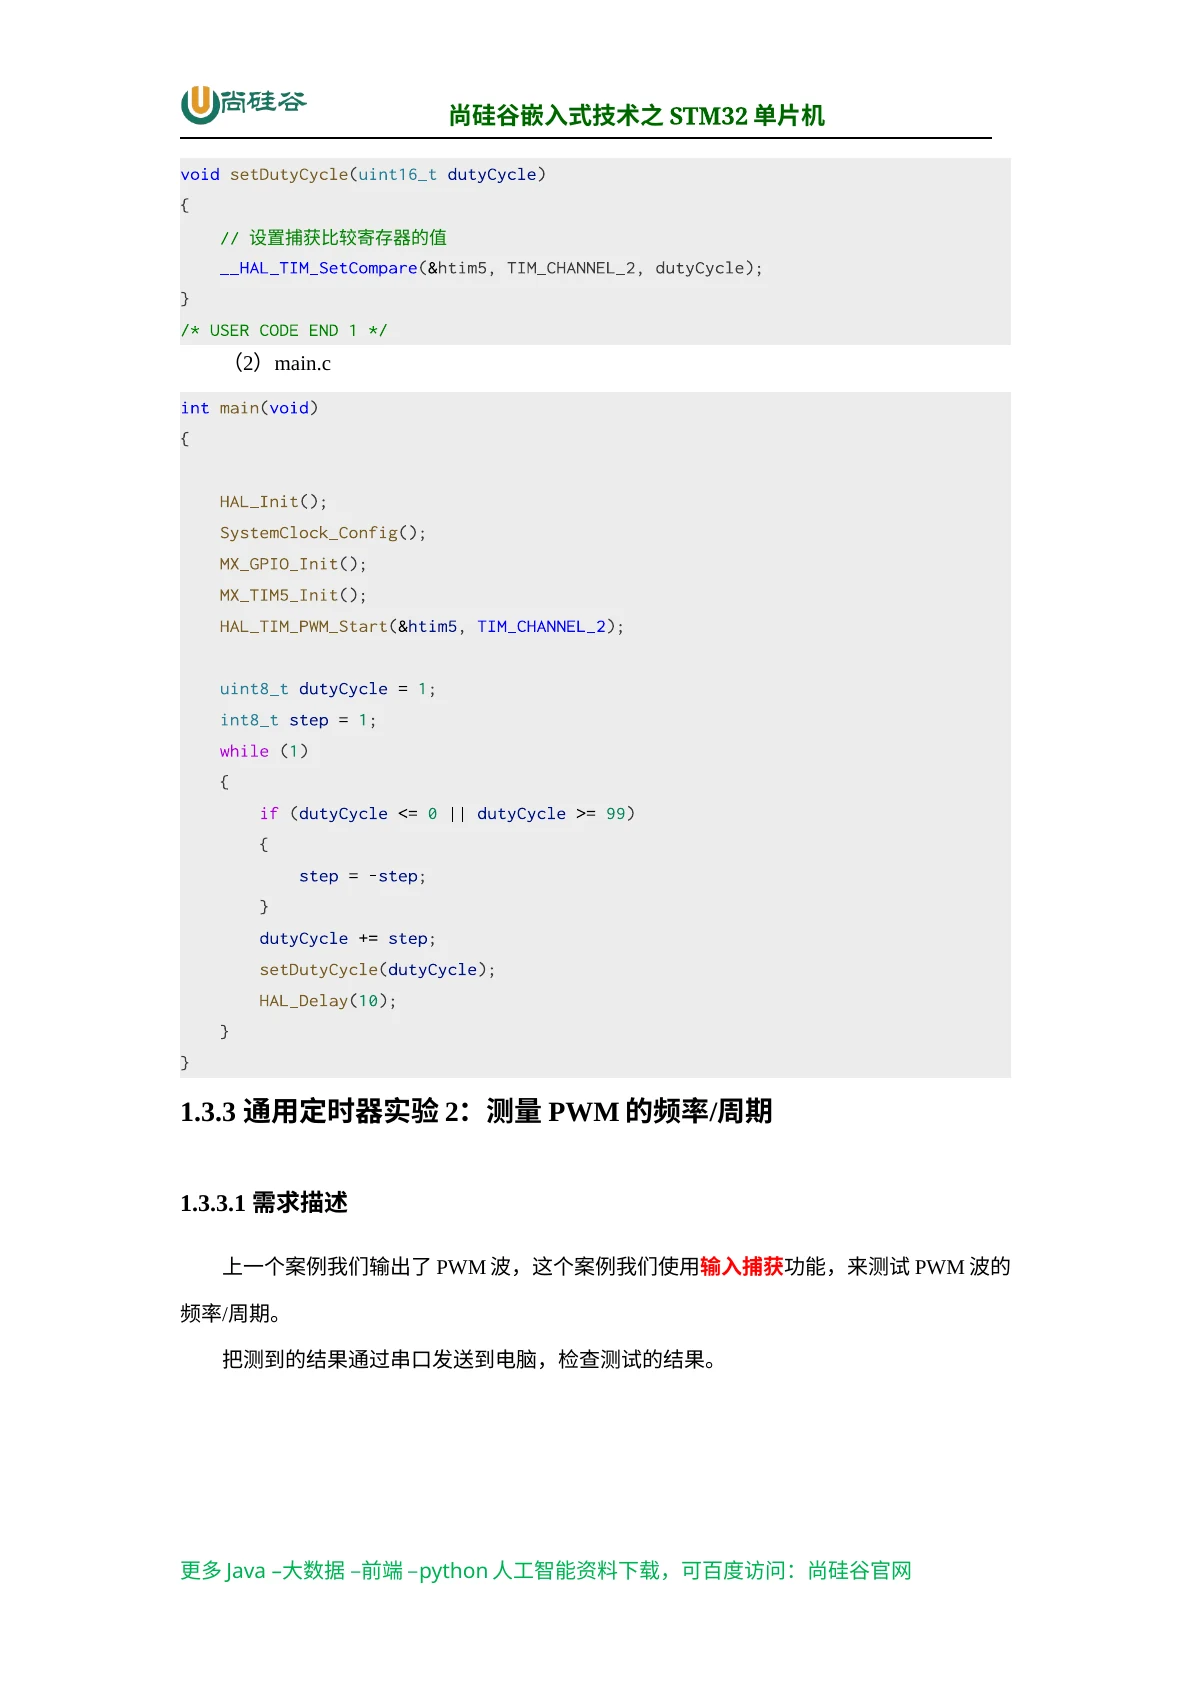 尚硅谷
尚硅谷嵌入式技术之 STM32 单片机
void setDutyCycle(uint16_t dutyCycle)
{
    // 设置捕获比较寄存器的值
    __HAL_TIM_SetCompare(&htim5, TIM_CHANNEL_2, dutyCycle);
}
/* USER CODE END 1 */
（2）main.c
int main(void)
{
    HAL_Init();
    SystemClock_Config();
    MX_GPIO_Init();
    MX_TIM5_Init();
    HAL_TIM_PWM_Start(&htim5, TIM_CHANNEL_2);
    uint8_t dutyCycle = 1;
    int8_t step = 1;
    while (1)
    {
        if (dutyCycle <= 0 || dutyCycle >= 99)
        {
            step = -step;
        }
        dutyCycle += step;
        setDutyCycle(dutyCycle);
        HAL_Delay(10);
    }
}
1.3.3 通用定时器实验 2：测量 PWM 的频率/周期
1.3.3.1 需求描述
上一个案例我们输出了 PWM 波，这个案例我们使用输入捕获功能，来测试 PWM 波的
频率/周期。
把测到的结果通过串口发送到电脑，检查测试的结果。
更多 Java –大数据 –前端 –python 人工智能资料下载，可百度访问：尚硅谷官网